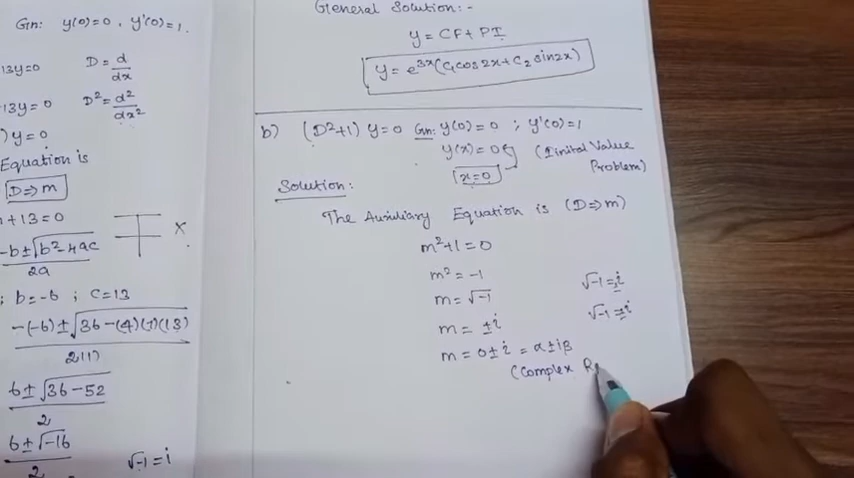 Gn: y(0)=0, y'(0)=1.
13y=0 D = d/dx
13y=0 D² = d²/dx²
)y=0
Equation is
D⇒m
+13=0
-b±√b²-4ac / 2a X
; b=-6 ; c=13
-(-6)±√36-(4)(1)(13) / 2(1)
6±√36-52 / 2
6±√-16 / 2 √-1 = i
General Solution:-
y = CF + PI
y = e^3x (C₁cos2x + C₂ sin2x)
b) (D²+1) y=0 Gn: y(0)=0 ; y'(0)=1
y(x)=0 (Initial Value
x=0 Problem)
Solution:
The Auxiliary Equation is (D⇒m)
m²+1=0
m² = -1
m = √-1 √-1 = i
m = ±i √-1 = i
m = 0±i = α±iβ
(Complex